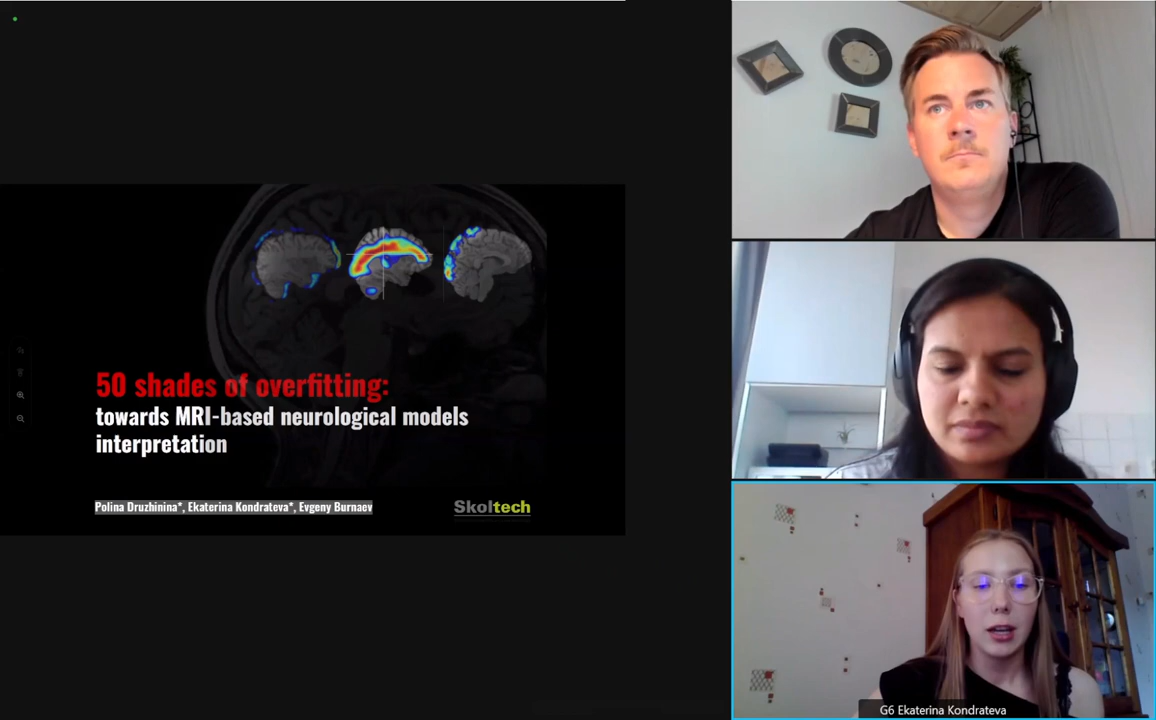 50 shades of overfitting:
towards MRI-based neurological models
interpretation
Polina Druzhinina*, Ekaterina Kondrateva*, Evgeny Burnaev
Skoltech
G6 Ekaterina Kondrateva